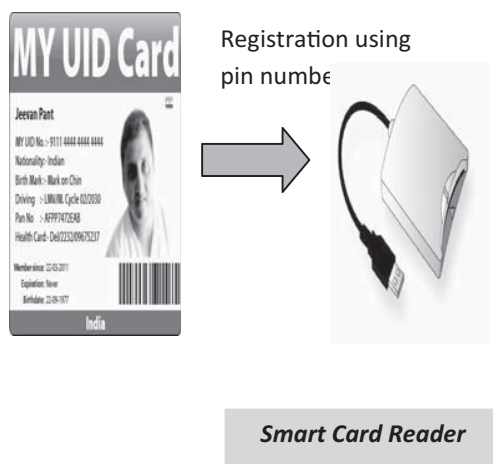 MY UID Card
Jeevan Pant
MY UID No :- 9111 4444 4444 4444
Nationality:- Indian
Birth Mark:- Mark on Chin
Driving :- LMV/M. Cycle 02/2030
Pan No :- AFPP7472EAB
Health Card:- Del/2232/09675237
Member since: 22-03-2011
Expiration: Never
Birthdate: 22-09-1977
India
Registration using
pin numbe
Smart Card Reader